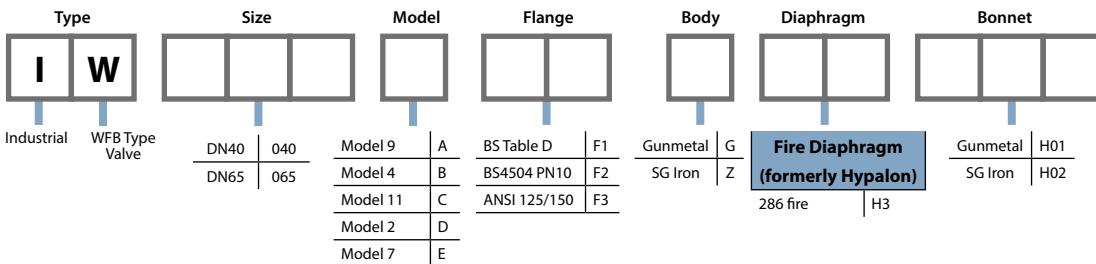 Type Size Model Flange Body Diaphragm Bonnet
I W
Industrial WFB Type
Valve
DN40 040
DN65 065
Model 9 A
Model 4 B
Model 11 C
Model 2 D
Model 7 E
BS Table D F1
BS4504 PN10 F2
ANSI 125/150 F3
Gunmetal G
SG Iron Z
Fire Diaphragm
(formerly Hypalon)
286 fire H3
Gunmetal H01
SG Iron H02